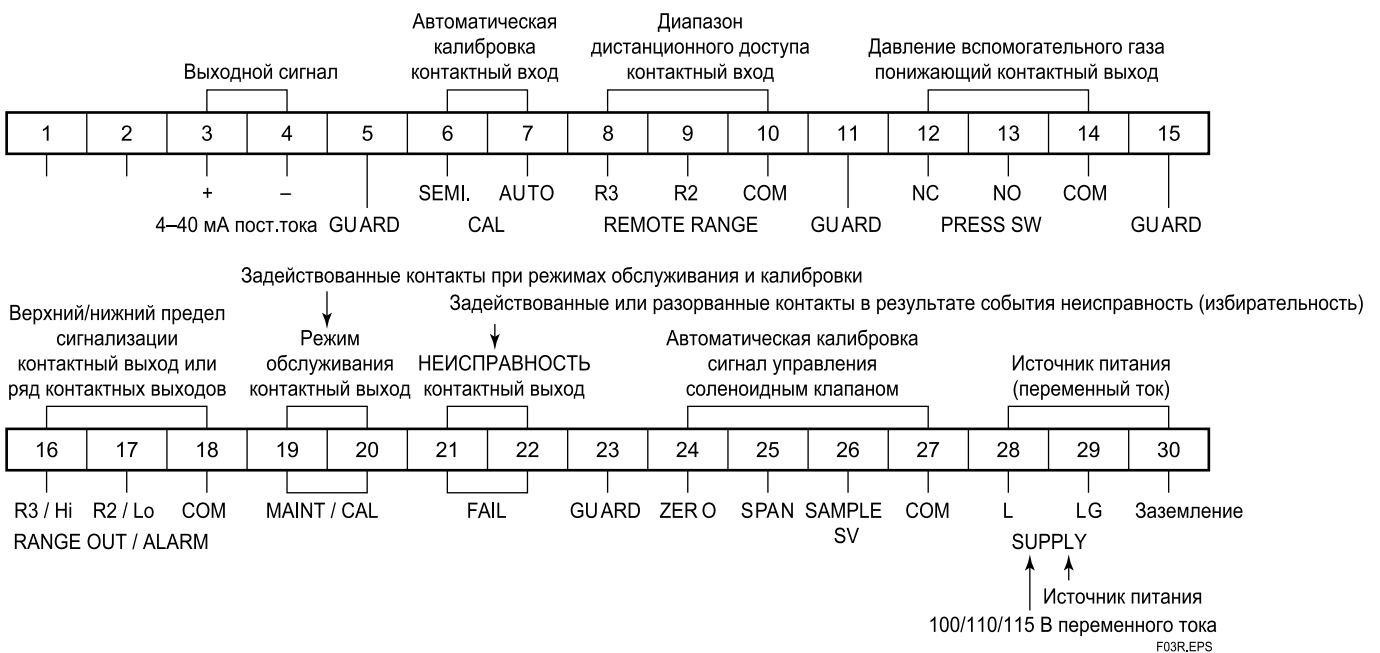 Автоматическая
калибровка
контактный вход
Диапазон
дистанционного доступа
контактный вход
Давление вспомогательного газа
понижающий контактный выход
Выходной сигнал
1 2 3 4 5 6 7 8 9 10 11 12 13 14 15
+ – SEMI. AUTO R3 R2 COM NC NO COM
4–40 мА пост.тока GUARD CAL REMOTE RANGE GUARD PRESS SW GUARD
Задействованные контакты при режимах обслуживания и калибровки
Задействованные или разорванные контакты в результате события неисправность (избирательность)
Верхний/нижний предел
сигнализации
контактный выход или
ряд контактных выходов
Режим
обслуживания
контактный выход
НЕИСПРАВНОСТЬ
контактный выход
Автоматическая калибровка
сигнал управления
соленоидным клапаном
Источник питания
(переменный ток)
16 17 18 19 20 21 22 23 24 25 26 27 28 29 30
R3 / Hi R2 / Lo COM MAINT / CAL FAIL GUARD ZERO SPAN SAMPLE COM L LG Заземление
SV
RANGE OUT / ALARM SUPPLY
Источник питания
100/110/115 В переменного тока
F03R.EPS